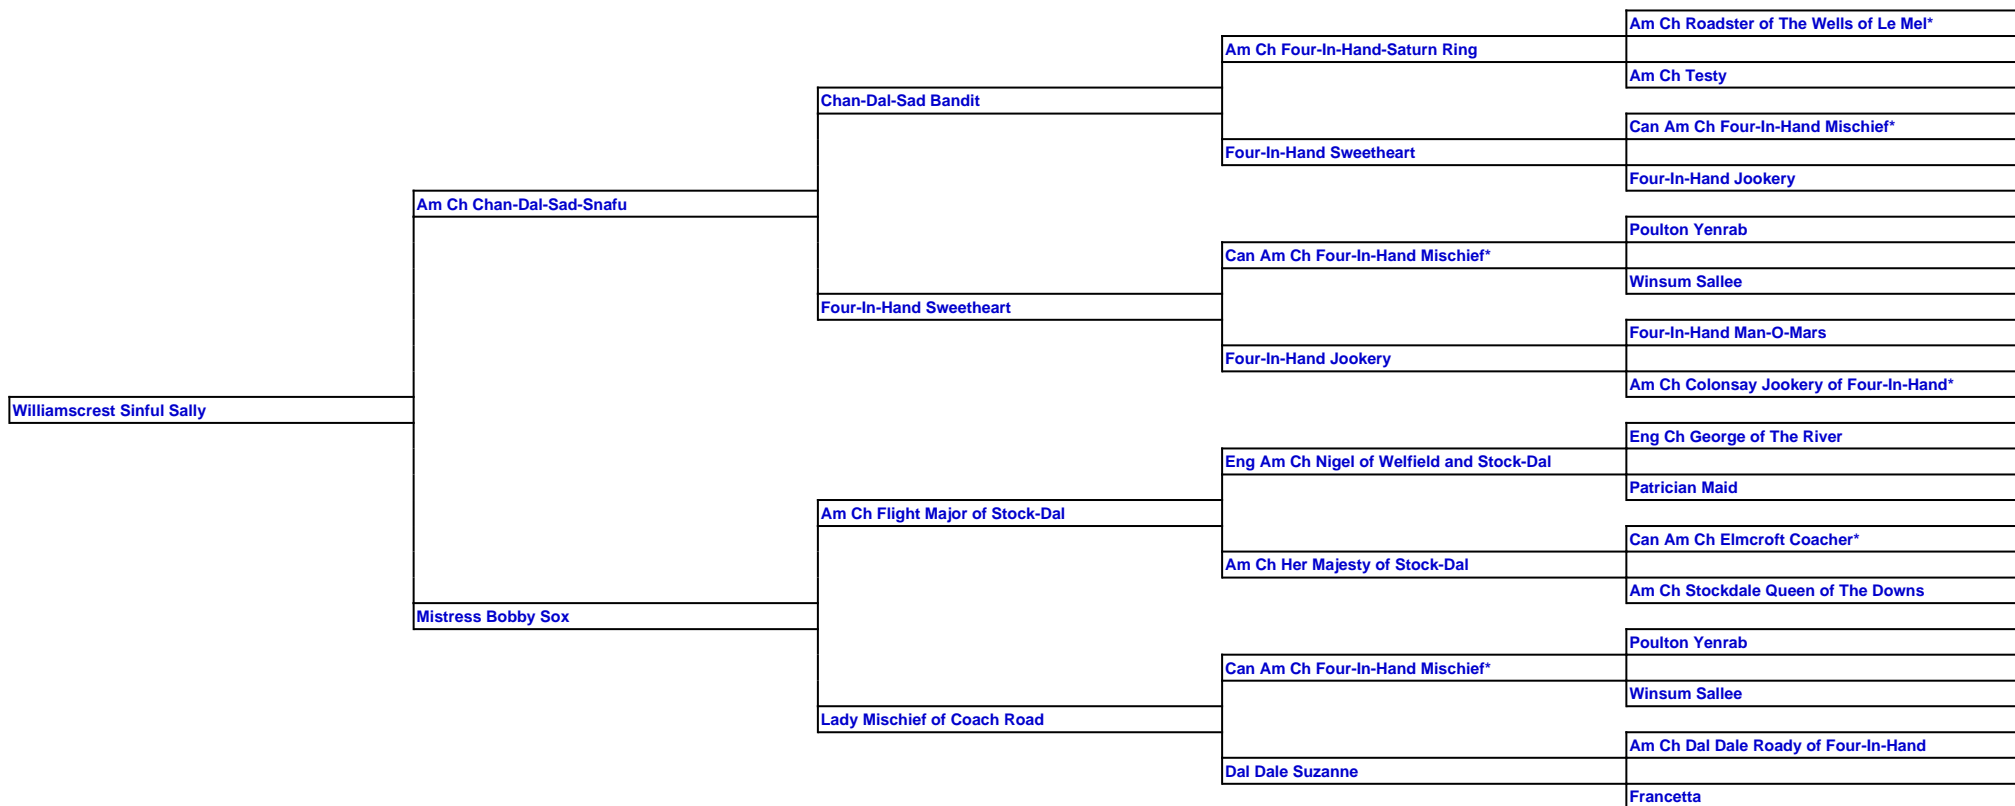 Am Ch Roadster of The Wells of Le Mel*
Am Ch Four-In-Hand-Saturn Ring
Am Ch Testy
Chan-Dal-Sad Bandit
Can Am Ch Four-In-Hand Mischief*
Four-In-Hand Sweetheart
Four-In-Hand Jookery
Am Ch Chan-Dal-Sad-Snafu
Poulton Yenrab
Can Am Ch Four-In-Hand Mischief*
Winsum Sallee
Four-In-Hand Sweetheart
Four-In-Hand Man-O-Mars
Four-In-Hand Jookery
Am Ch Colonsay Jookery of Four-In-Hand*
Williamscrest Sinful Sally
Eng Ch George of The River
Eng Am Ch Nigel of Welfield and Stock-Dal
Patrician Maid
Am Ch Flight Major of Stock-Dal
Can Am Ch Elmcroft Coacher*
Am Ch Her Majesty of Stock-Dal
Am Ch Stockdale Queen of The Downs
Mistress Bobby Sox
Poulton Yenrab
Can Am Ch Four-In-Hand Mischief*
Winsum Sallee
Lady Mischief of Coach Road
Am Ch Dal Dale Roady of Four-In-Hand
Dal Dale Suzanne
Francetta